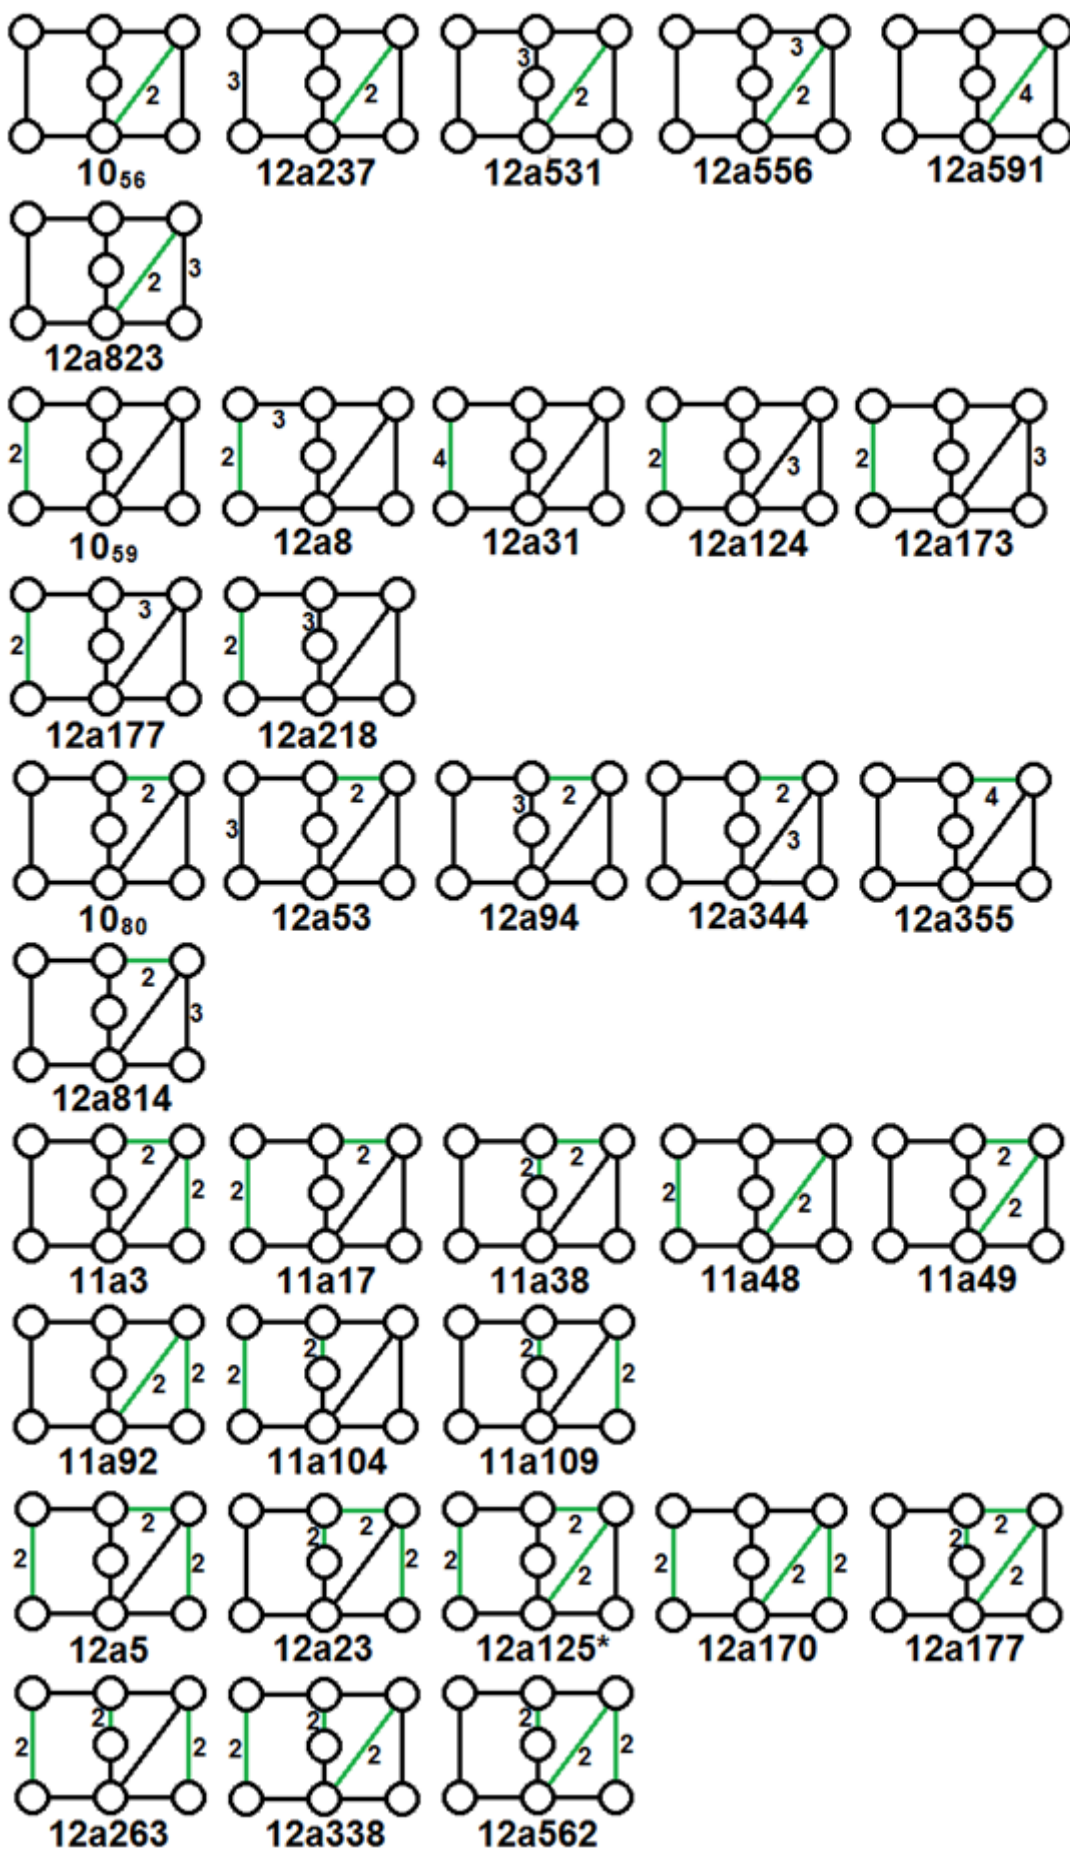 2 3 2 3 2 3 2 4
10₅₆ 12a237 12a531 12a556 12a591
2 3
12a823
2 2 3 4 2 3 2 3
10₅₉ 12a8 12a31 12a124 12a173
2 3 2 3
12a177 12a218
2 3 2 3 2 2 3 4
10₈₀ 12a53 12a94 12a344 12a355
2 3
12a814
2 2 2 2 2 2 2 2 2 2
11a3 11a17 11a38 11a48 11a49
2 2 2 2 2 2
11a92 11a104 11a109
2 2 2 2 2 2 2 2 2 2 2 2 2 2 2
12a5 12a23 12a125* 12a170 12a177
2 2 2 2 2 2 2 2 2
12a263 12a338 12a562